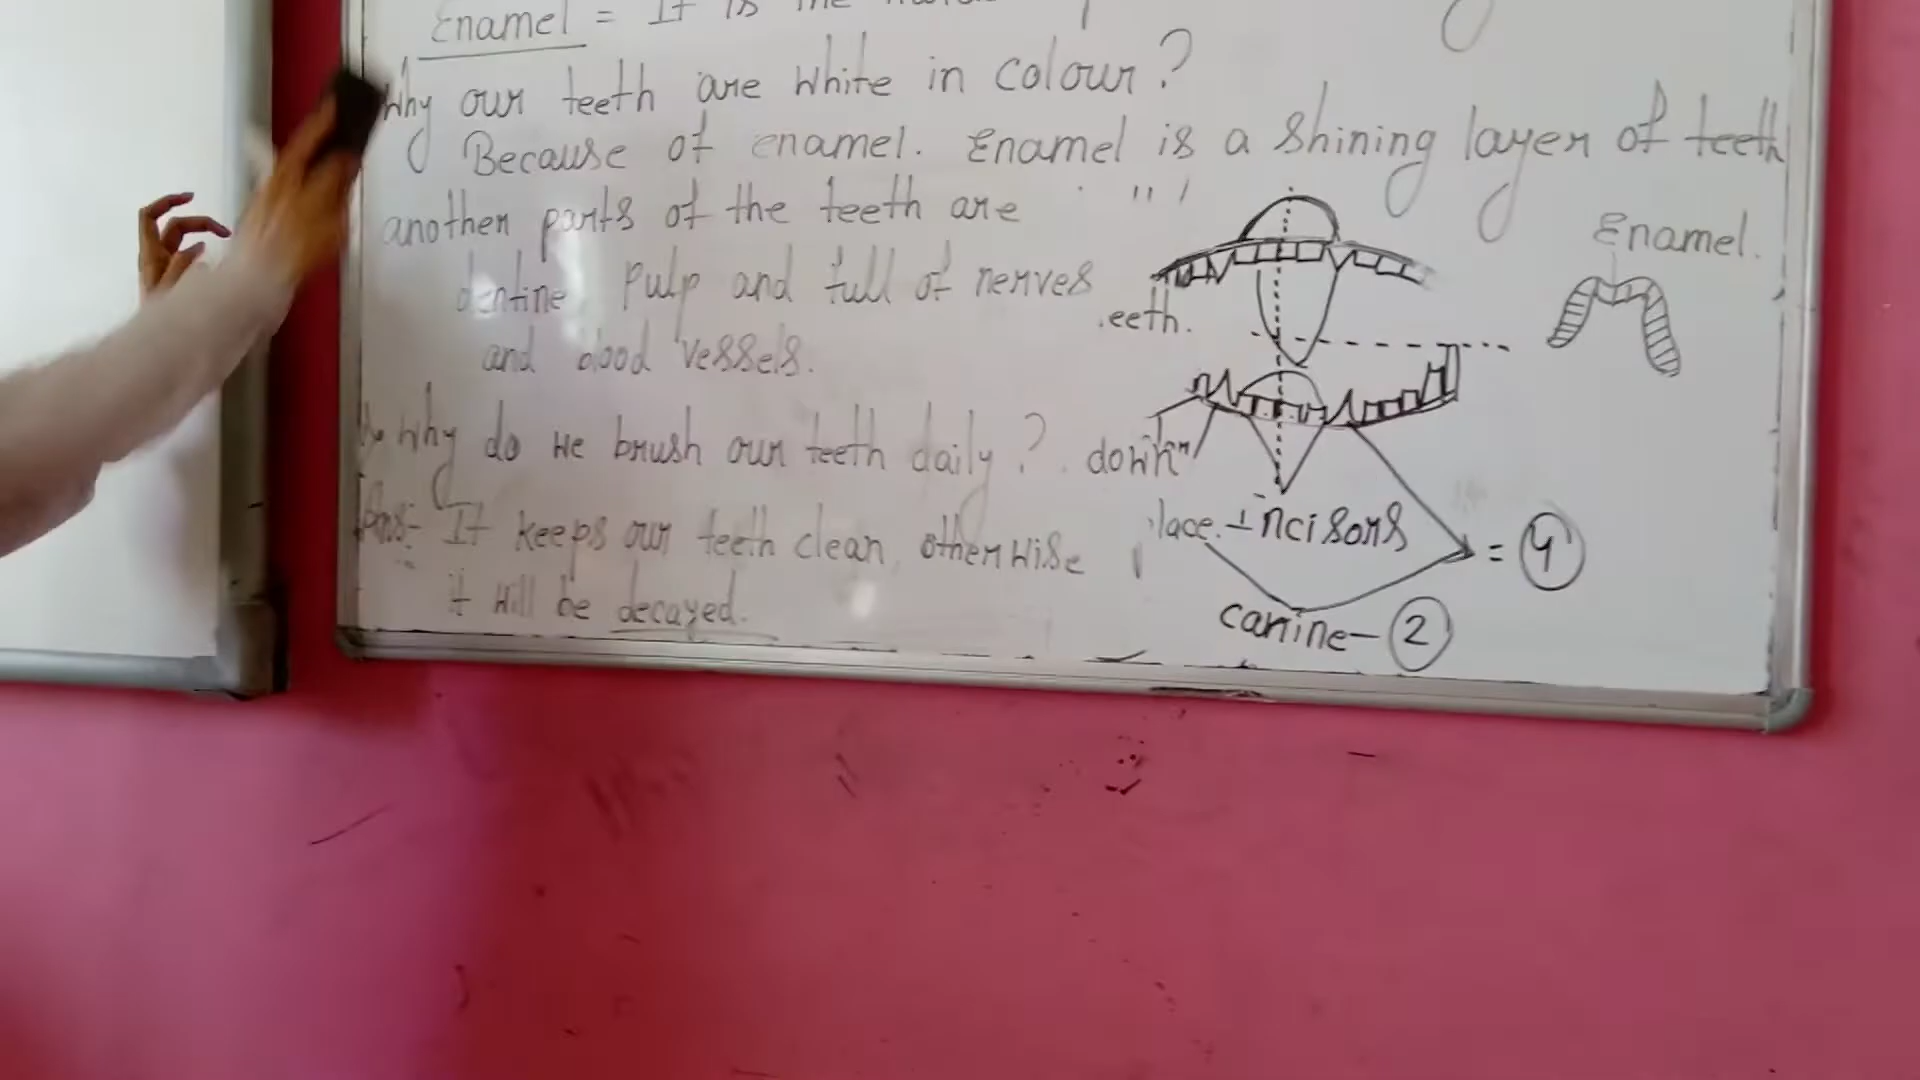 Enamel = It is the
Why our teeth are white in colour?
Because of enamel. Enamel is a shining layer of teeth
another parts of the teeth are
dentine, Pulp and full of nerves
and blood vessels.
Why do we brush our teeth daily?
Ans:- It keeps our teeth clean, otherwise
it will be decayed.
Enamel.
eeth.
down
lace. Incisors = 4
canine - 2